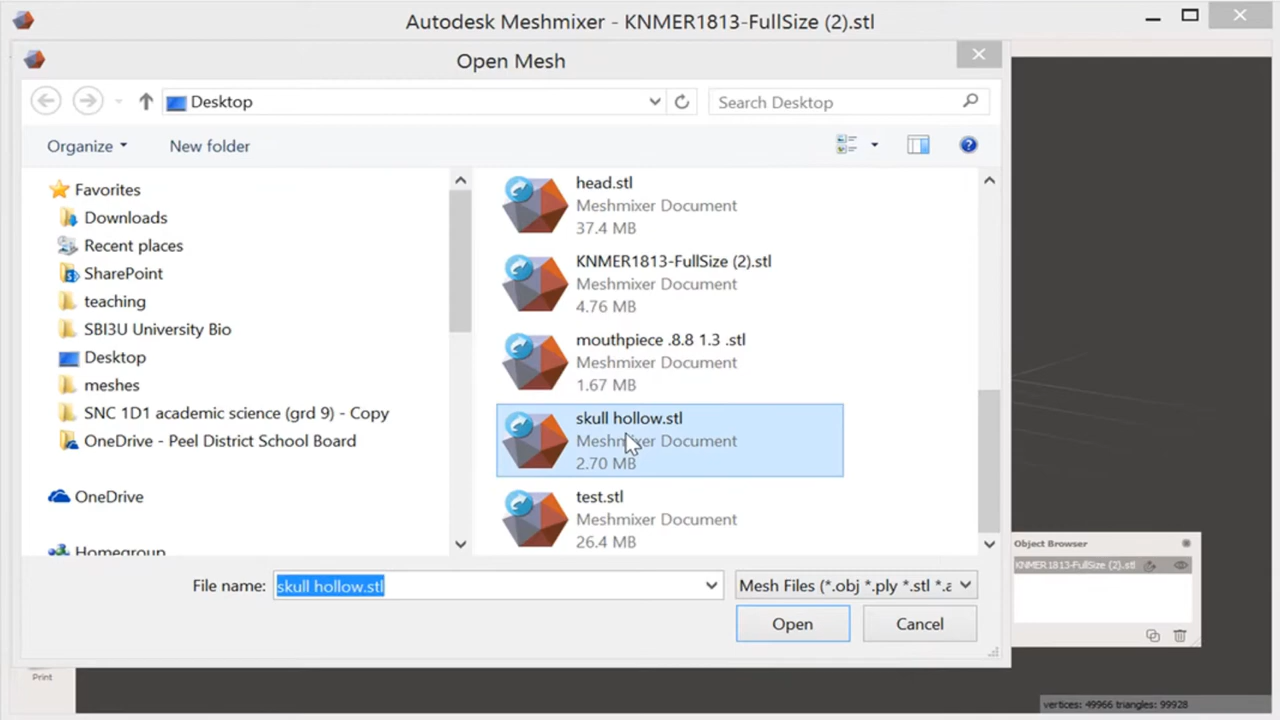 Autodesk Meshmixer - KNMER1813-FullSize (2).stl
Open Mesh
Desktop
Search Desktop
Organize
New folder
Favorites
Downloads
Recent places
SharePoint
teaching
SBI3U University Bio
Desktop
meshes
SNC 1D1 academic science (grd 9) - Copy
OneDrive - Peel District School Board
OneDrive
Homegroup
head.stl
Meshmixer Document
37.4 MB
KNMER1813-FullSize (2).stl
Meshmixer Document
4.76 MB
mouthpiece .8.8 1.3 .stl
Meshmixer Document
1.67 MB
skull hollow.stl
Meshmixer Document
2.70 MB
test.stl
Meshmixer Document
26.4 MB
File name: skull hollow.stl
Mesh Files (*.obj *.ply *.stl *.a
Open
Cancel
Object Browser
KNMER1813-FullSize (2).stl
Print
vertices: 49966 triangles: 99928